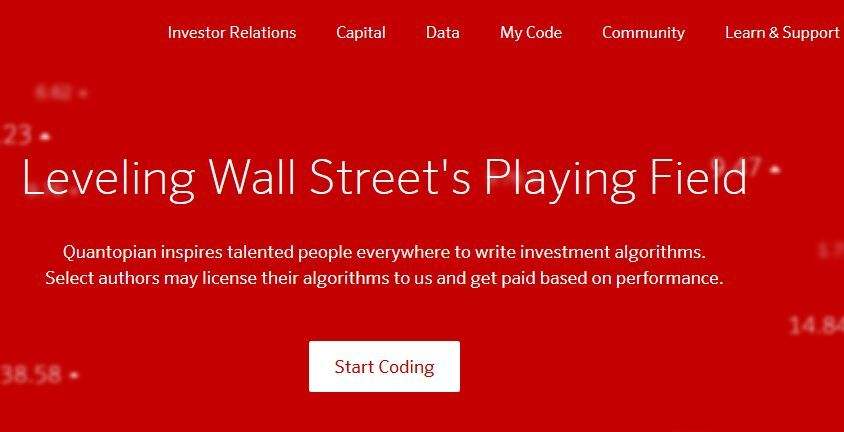 Investor Relations Capital Data My Code Community Learn & Support
6.62
.23
Leveling Wall Street's Playing Field
9.47
Quantopian inspires talented people everywhere to write investment algorithms.
Select authors may license their algorithms to us and get paid based on performance.
14.84
Start Coding
38.58